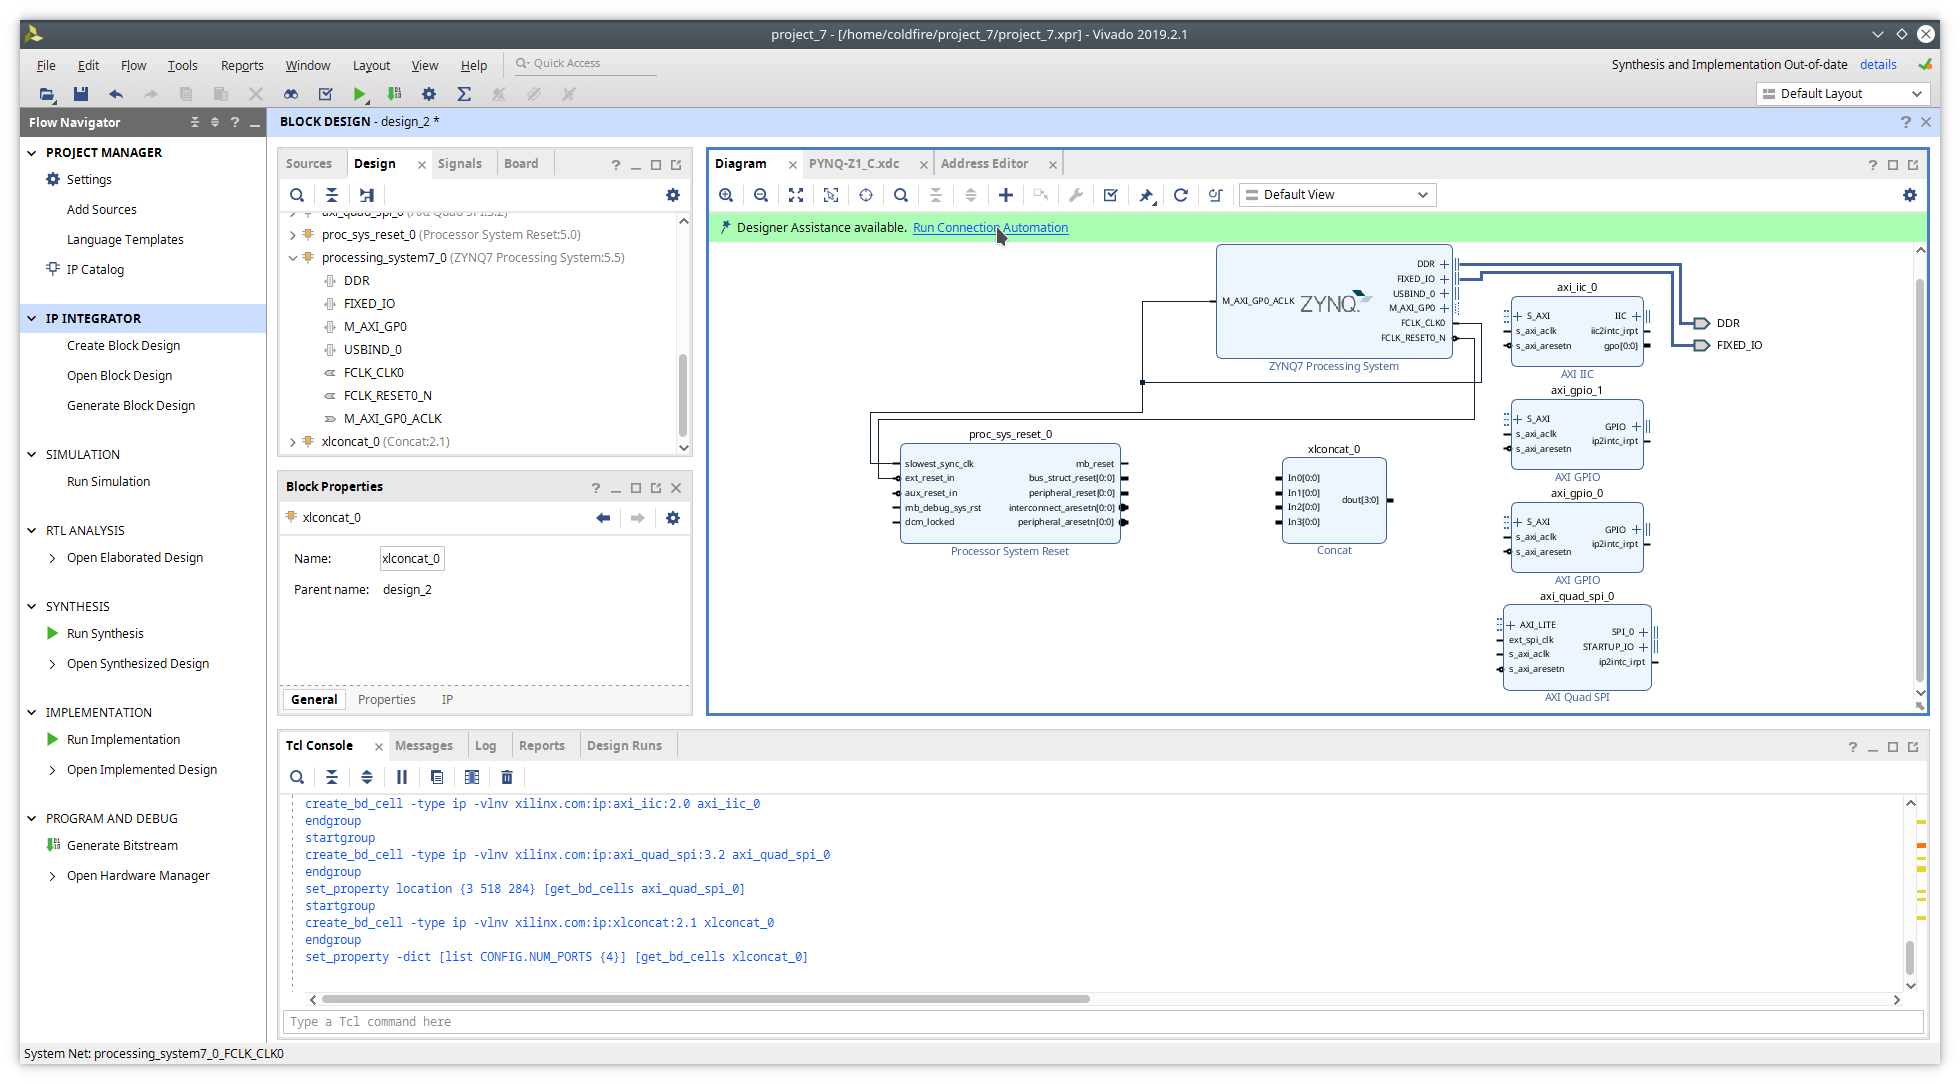 project_7 - [/home/coldfire/project_7/project_7.xpr] - Vivado 2019.2.1
File Edit Flow Tools Reports Window Layout View Help Quick Access
Synthesis and Implementation Out-of-date details
Default Layout
Flow Navigator
PROJECT MANAGER
Settings
Add Sources
Language Templates
IP Catalog
IP INTEGRATOR
Create Block Design
Open Block Design
Generate Block Design
SIMULATION
Run Simulation
RTL ANALYSIS
Open Elaborated Design
SYNTHESIS
Run Synthesis
Open Synthesized Design
IMPLEMENTATION
Run Implementation
Open Implemented Design
PROGRAM AND DEBUG
Generate Bitstream
Open Hardware Manager
BLOCK DESIGN - design_2 *
Sources Design Signals Board
axi_quad_spi_0 (AXI Quad SPI:3.2)
proc_sys_reset_0 (Processor System Reset:5.0)
processing_system7_0 (ZYNQ7 Processing System:5.5)
DDR
FIXED_IO
M_AXI_GP0
USBIND_0
FCLK_CLK0
FCLK_RESET0_N
M_AXI_GP0_ACLK
xlconcat_0 (Concat:2.1)
Block Properties
xlconcat_0
Name: xlconcat_0
Parent name: design_2
General Properties IP
Diagram PYNQ-Z1_C.xdc Address Editor
Default View
Designer Assistance available. Run Connection Automation
M_AXI_GP0_ACLK
ZYNQ.
DDR
FIXED_IO
USBIND_0
M_AXI_GP0
FCLK_CLK0
FCLK_RESET0_N
ZYNQ7 Processing System
DDR
FIXED_IO
axi_iic_0
S_AXI
s_axi_aclk
s_axi_aresetn
IIC
iic2intc_irpt
gpo[0:0]
AXI IIC
axi_gpio_1
S_AXI
s_axi_aclk
s_axi_aresetn
GPIO
ip2intc_irpt
AXI GPIO
axi_gpio_0
S_AXI
s_axi_aclk
s_axi_aresetn
GPIO
ip2intc_irpt
AXI GPIO
axi_quad_spi_0
AXI_LITE
ext_spi_clk
s_axi_aclk
s_axi_aresetn
SPI_0
STARTUP_IO
ip2intc_irpt
AXI Quad SPI
proc_sys_reset_0
slowest_sync_clk
ext_reset_in
aux_reset_in
mb_debug_sys_rst
dcm_locked
mb_reset
bus_struct_reset[0:0]
peripheral_reset[0:0]
interconnect_aresetn[0:0]
peripheral_aresetn[0:0]
Processor System Reset
xlconcat_0
In0[0:0]
In1[0:0]
In2[0:0]
In3[0:0]
dout[3:0]
Concat
Tcl Console Messages Log Reports Design Runs
create_bd_cell -type ip -vlnv xilinx.com:ip:axi_iic:2.0 axi_iic_0
endgroup
startgroup
create_bd_cell -type ip -vlnv xilinx.com:ip:axi_quad_spi:3.2 axi_quad_spi_0
endgroup
set_property location {3 518 284} [get_bd_cells axi_quad_spi_0]
startgroup
create_bd_cell -type ip -vlnv xilinx.com:ip:xlconcat:2.1 xlconcat_0
endgroup
set_property -dict [list CONFIG.NUM_PORTS {4}] [get_bd_cells xlconcat_0]
Type a Tcl command here
System Net: processing_system7_0_FCLK_CLK0